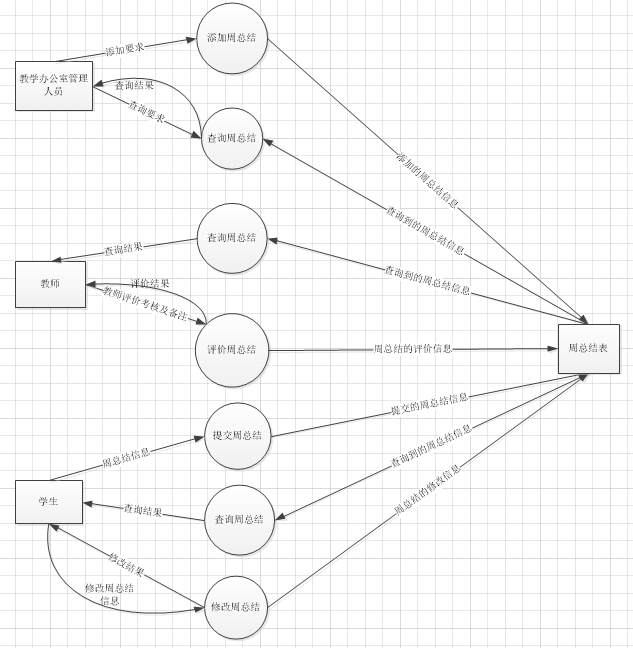 添加周总结
添加要求
教学办公室管理
人员
查询结果
查询要求
查询周总结
添加的周总结信息
查询到的周总结信息
查询周总结
查询结果
教师
评价结果
教师评价考核及备注
查询到的周总结信息
评价周总结
周总结的评价信息
周总结表
提交周总结
提交的周总结信息
周总结信息
学生
查询结果
查询周总结
查询到的周总结信息
周总结的修改信息
修改结果
修改周总结
信息
修改周总结